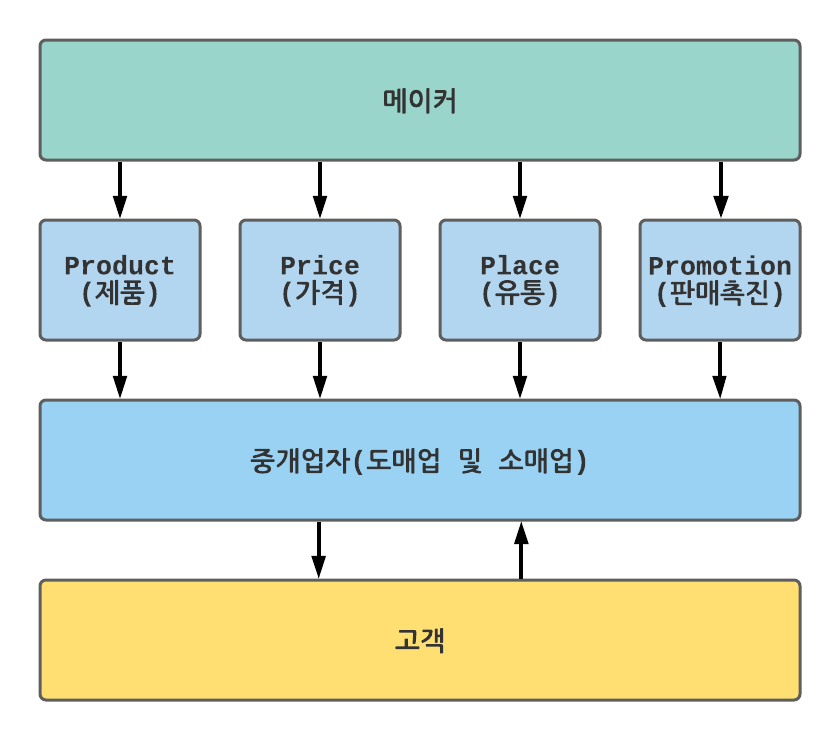 메이커
Product
(제품)
Price
(가격)
Place
(유통)
Promotion
(판매촉진)
중개업자(도매업 및 소매업)
고객